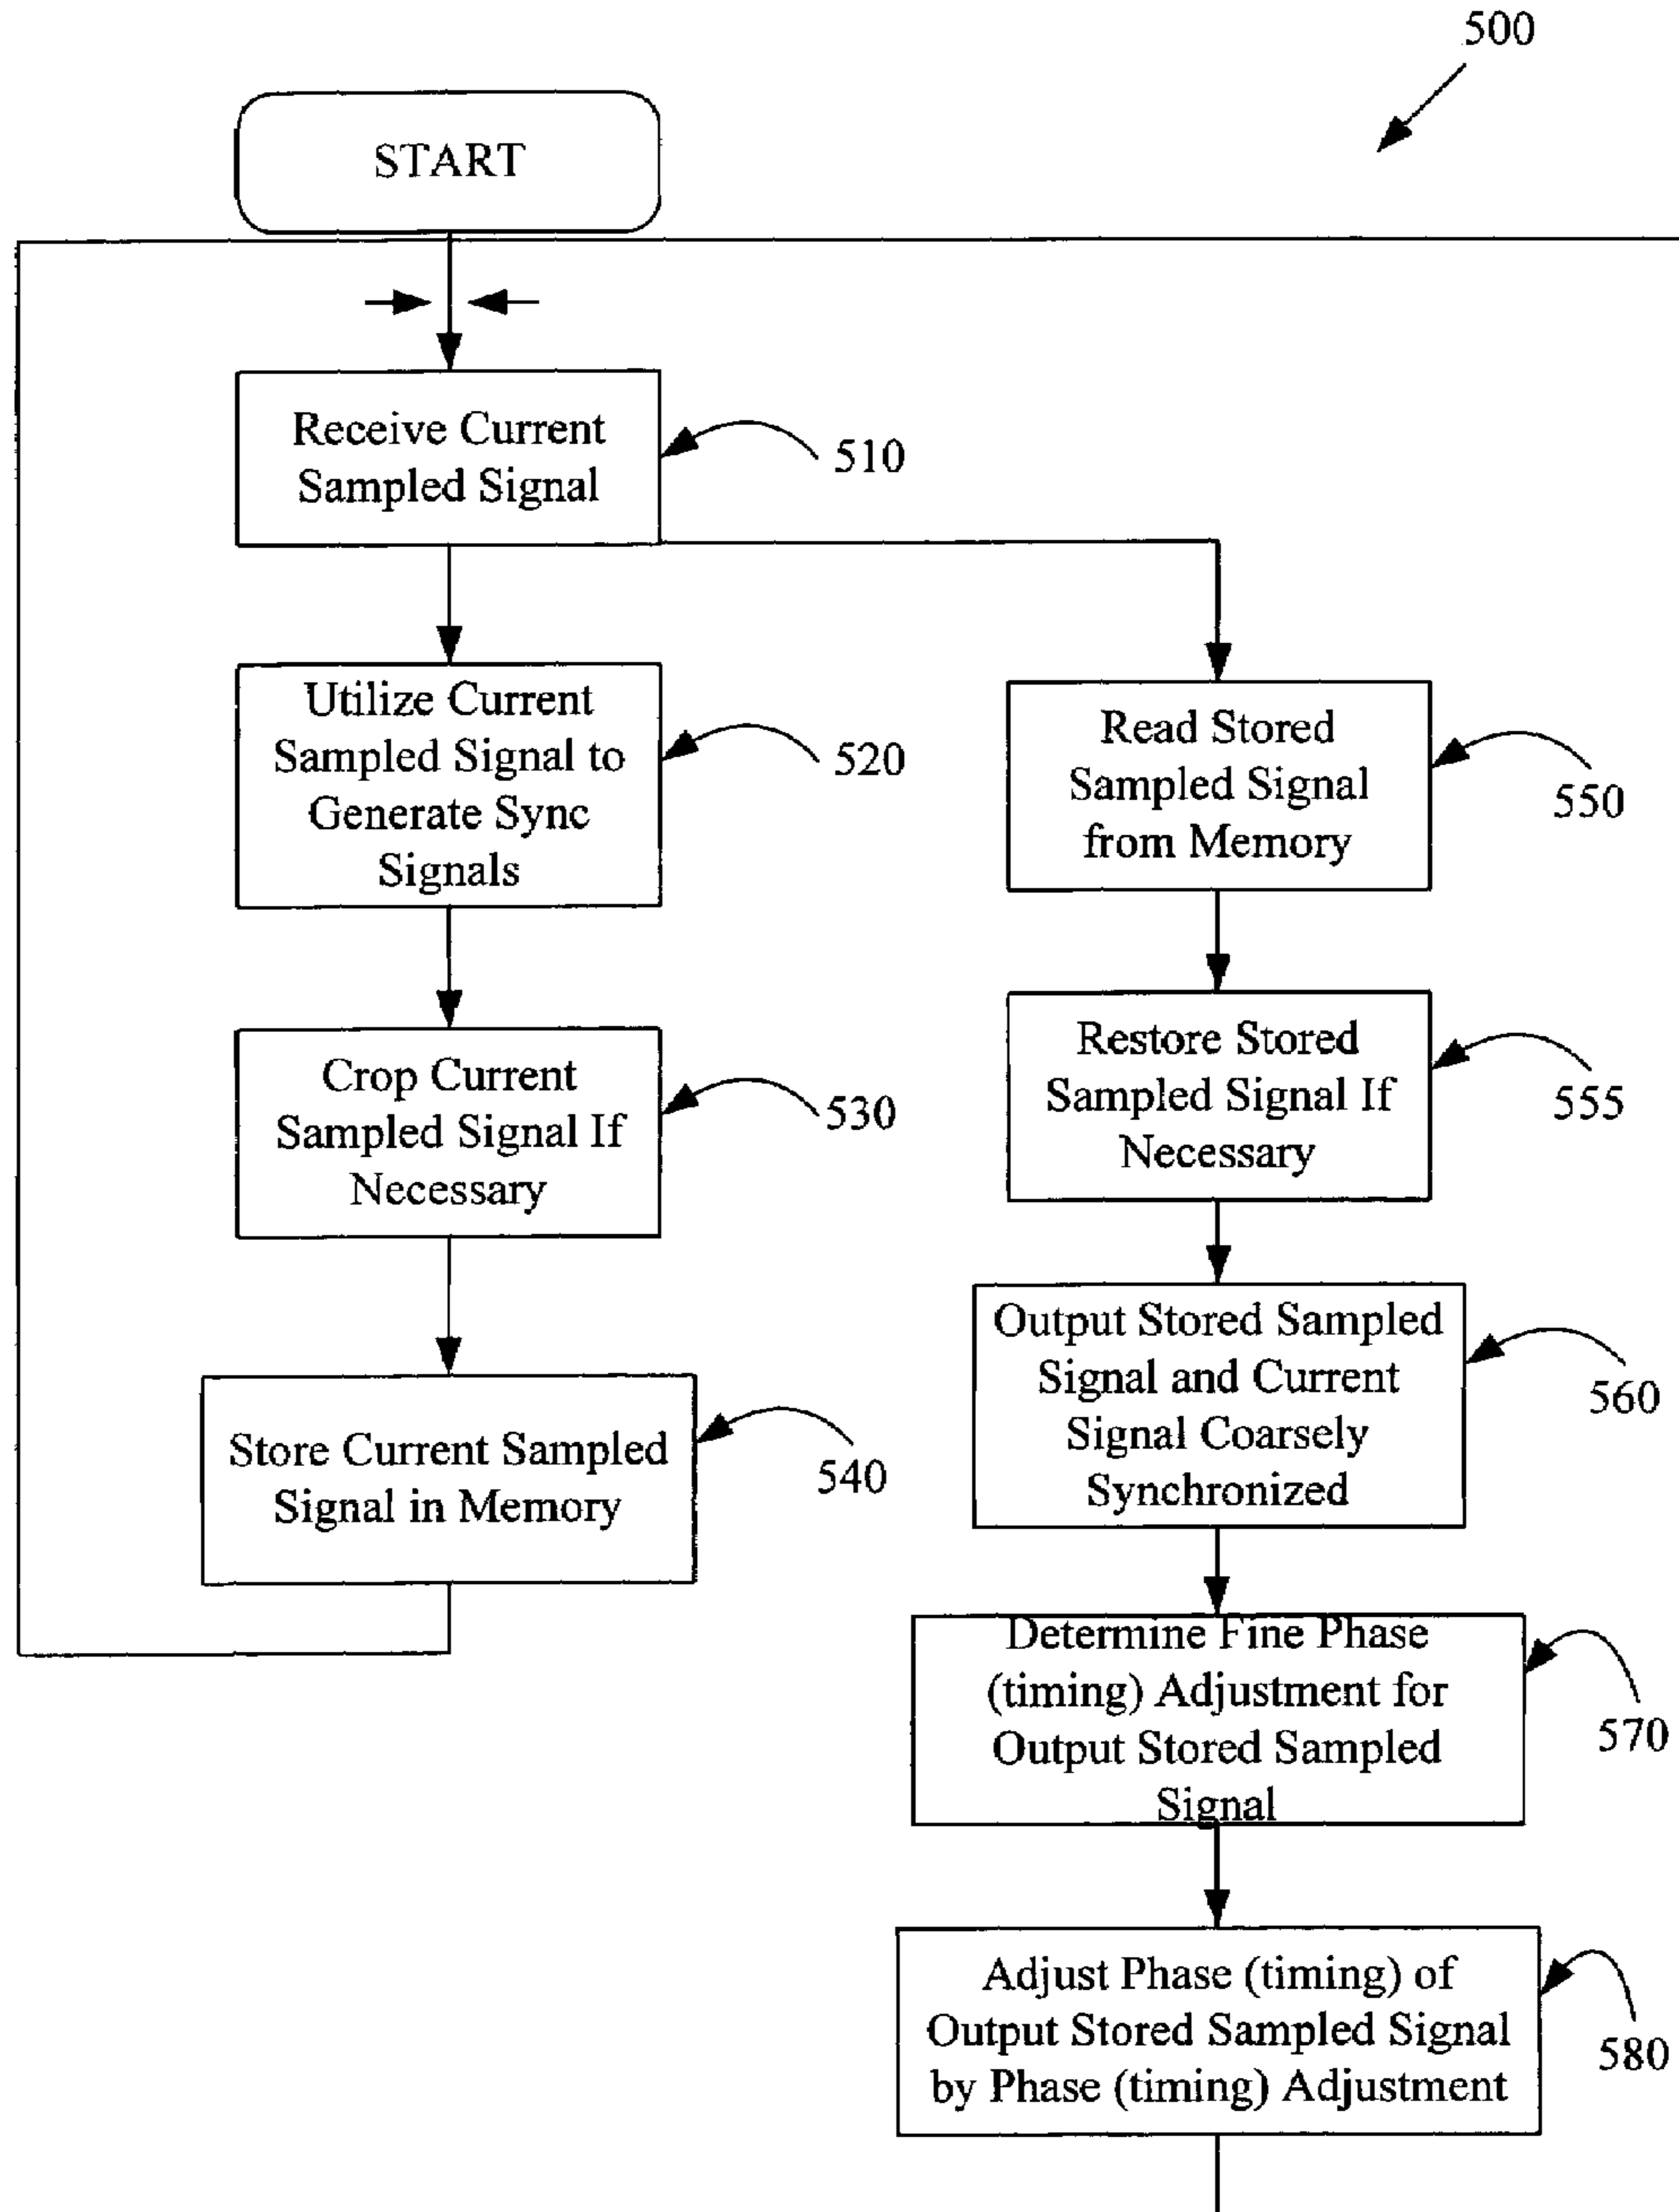 500
START
Receive Current
Sampled Signal
510
Utilize Current
Sampled Signal to
Generate Sync
Signals
520
Crop Current
Sampled Signal If
Necessary
530
Store Current Sampled
Signal in Memory
540
Read Stored
Sampled Signal
from Memory
550
Restore Stored
Sampled Signal If
Necessary
555
Output Stored Sampled
Signal and Current
Signal Coarsely
Synchronized
560
Determine Fine Phase
(timing) Adjustment for
Output Stored Sampled
Signal
570
Adjust Phase (timing) of
Output Stored Sampled Signal
by Phase (timing) Adjustment
580